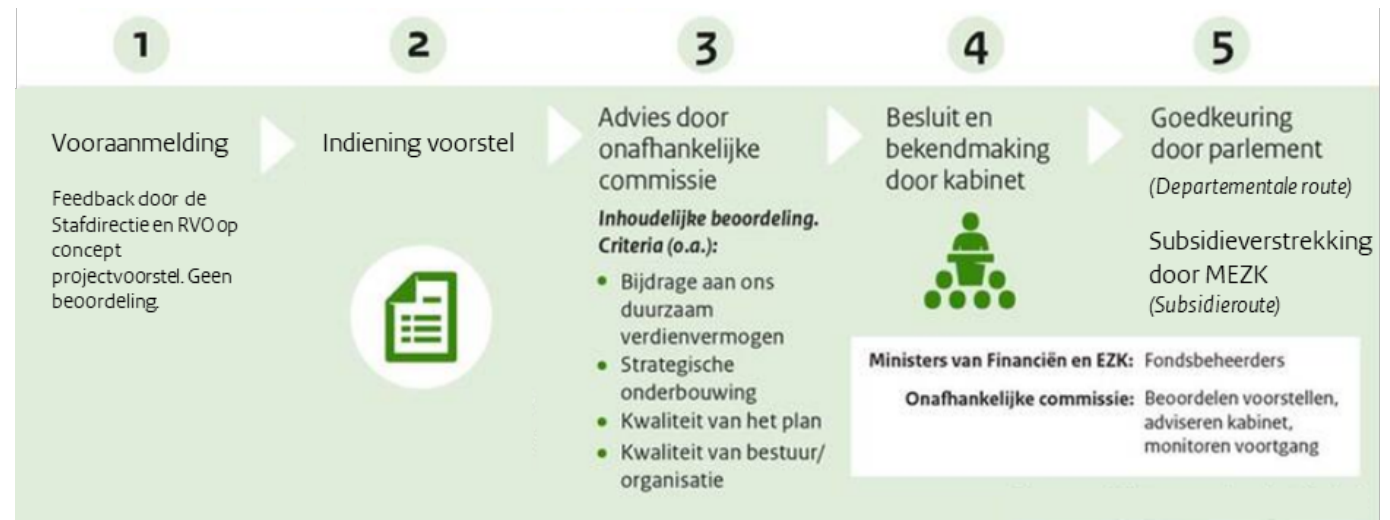 1
2
3
4
5
Vooraanmelding
Feedback door de
Stafdirectie en RVO op
concept
projectvoorstel. Geen
beoordeling.
Indiening voorstel
Advies door
onafhankelijke
commissie
Inhoudelijke beoordeling.
Criteria (o.a.):
• Bijdrage aan ons
duurzaam
verdienvermogen
• Strategische
onderbouwing
• Kwaliteit van het plan
• Kwaliteit van bestuur/
organisatie
Besluit en
bekendmaking
door kabinet
Goedkeuring
door parlement
(Departementale route)
Subsidieverstrekking
door MEZK
(Subsidieroute)
Ministers van Financiën en EZK: Fondsbeheerders
Onafhankelijke commissie: Beoordelen voorstellen,
adviseren kabinet,
monitoren voortgang